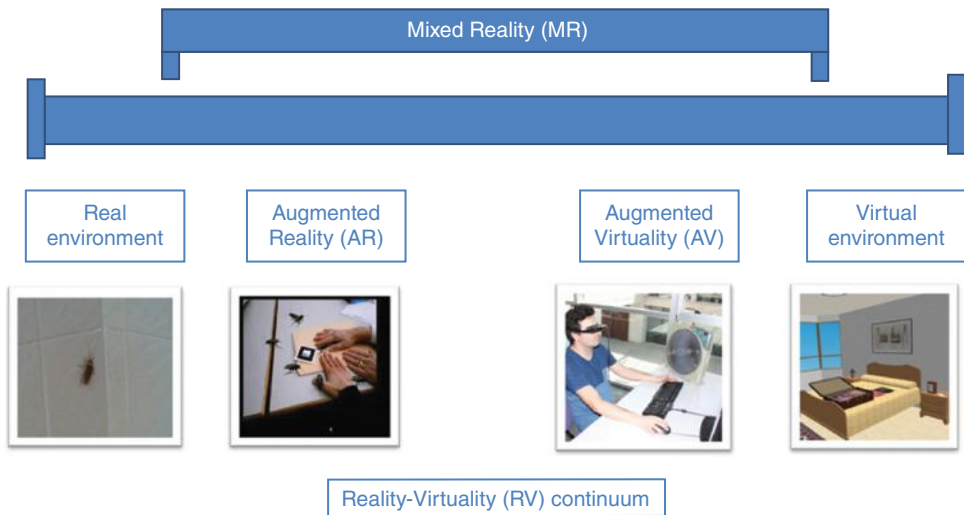 Mixed Reality (MR)
Real
environment
Augmented
Reality (AR)
Augmented
Virtuality (AV)
Virtual
environment
Reality-Virtuality (RV) continuum